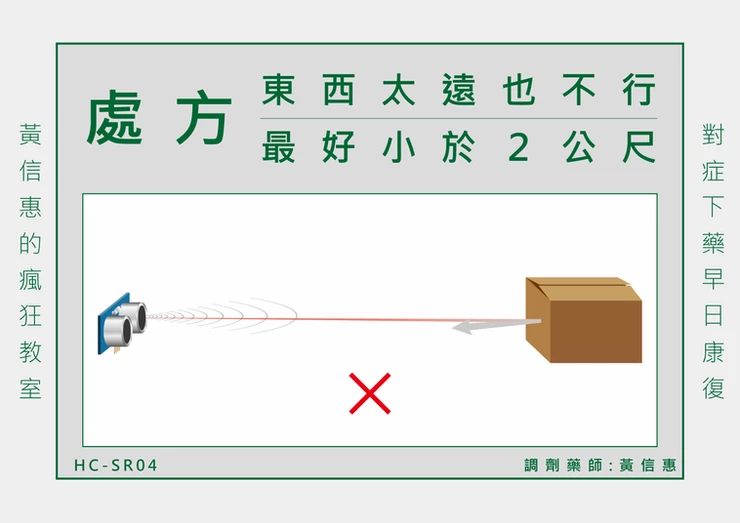 處方
東西太遠也不行
最好小於2公尺
黃信惠的瘋狂教室
對症下藥早日康復
HC-SR04
調劑藥師:黃信惠